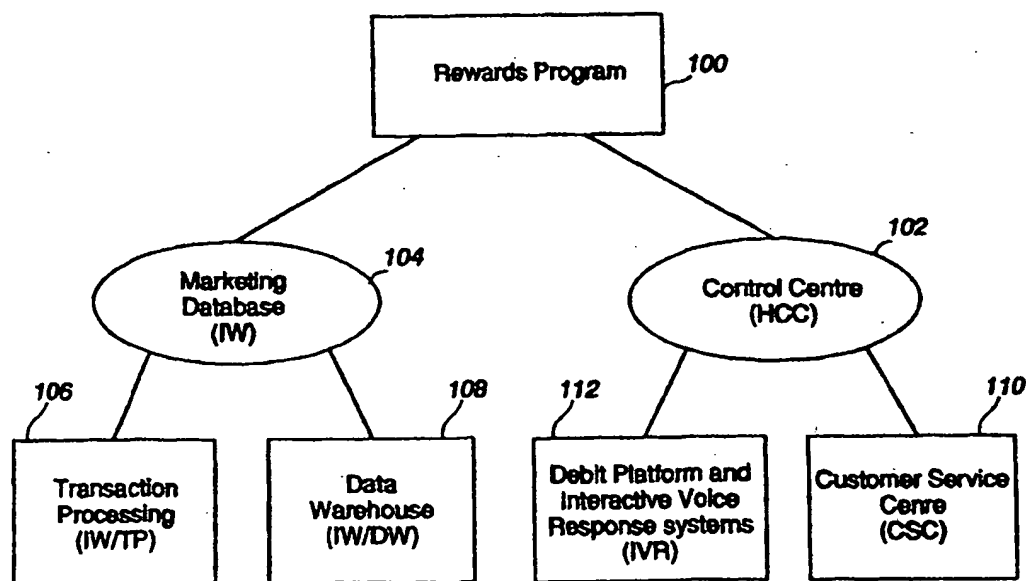 Rewards Program
100
102
104
Marketing
Database
(IW)
Control Centre
(HCC)
106
108
112
110
Transaction
Processing
(IW/TP)
Data
Warehouse
(IW/DW)
Debit Platform and
Interactive Voice
Response systems
(IVR)
Customer Service
Cenre
(CSC)